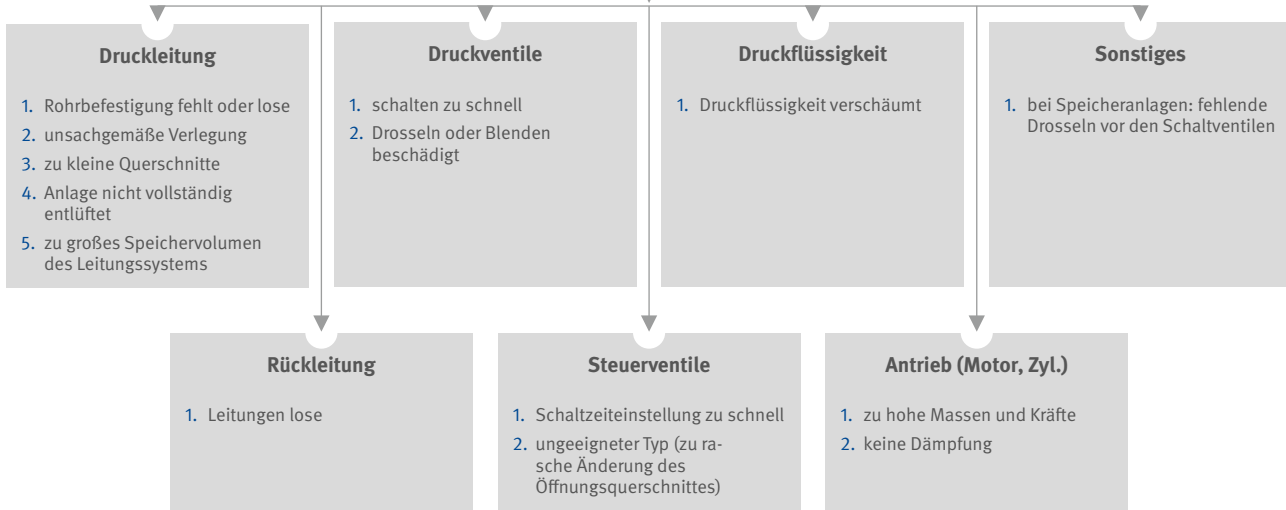 Druckleitung
1. Rohrbefestigung fehlt oder lose
2. unsachgemäße Verlegung
3. zu kleine Querschnitte
4. Anlage nicht vollständig
entlüftet
5. zu großes Speichervolumen
des Leitungssystems
Druckventile
1. schalten zu schnell
2. Drosseln oder Blenden
beschädigt
Druckflüssigkeit
1. Druckflüssigkeit verschäumt
Sonstiges
1. bei Speicheranlagen: fehlende
Drosseln vor den Schaltventilen
Rückleitung
1. Leitungen lose
Steuerventile
1. Schaltzeiteinstellung zu schnell
2. ungeeigneter Typ (zu ra-
sche Änderung des
Öffnungsquerschnittes)
Antrieb (Motor, Zyl.)
1. zu hohe Massen und Kräfte
2. keine Dämpfung